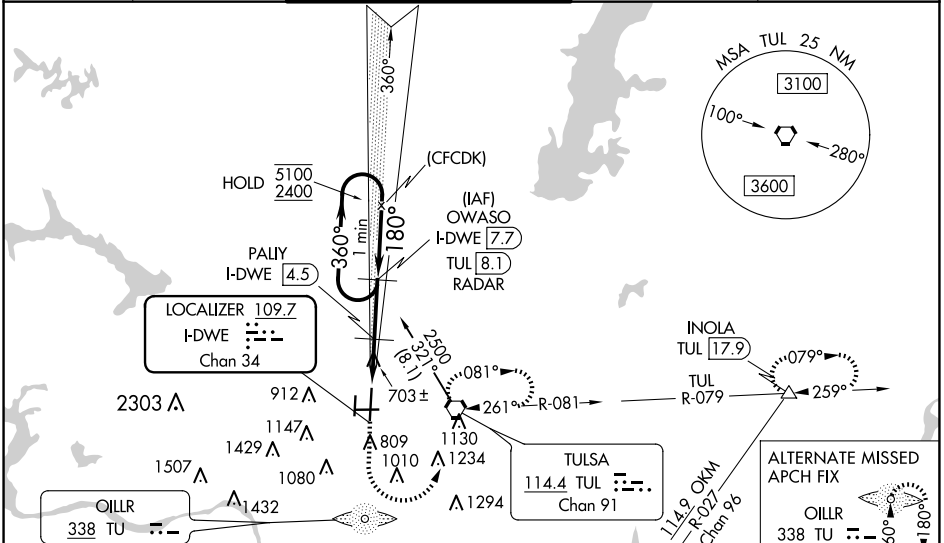 MSA TUL 25 NM
3100
100°
280°
3600
360°
(CFCDK)
HOLD 5100
2400
360°
1 min
180°
(IAF)
OWASO
I-DWE 7.7
TUL 8.1
RADAR
PALIY
I-DWE 4.5
LOCALIZER 109.7
I-DWE
Chan 34
2500
321°
(8.1)
INOLA
TUL 17.9
079°
259°
081°
261°
R-081
TUL
R-079
703±
2303
912
1147
1429
1080
1507
1432
809
1010
1130
1234
1294
TULSA
114.4 TUL
Chan 91
114.9 OKM
R-027
Chan 96
OILLR
338 TU
ALTERNATE MISSED
APCH FIX
OILLR
338 TU
180°